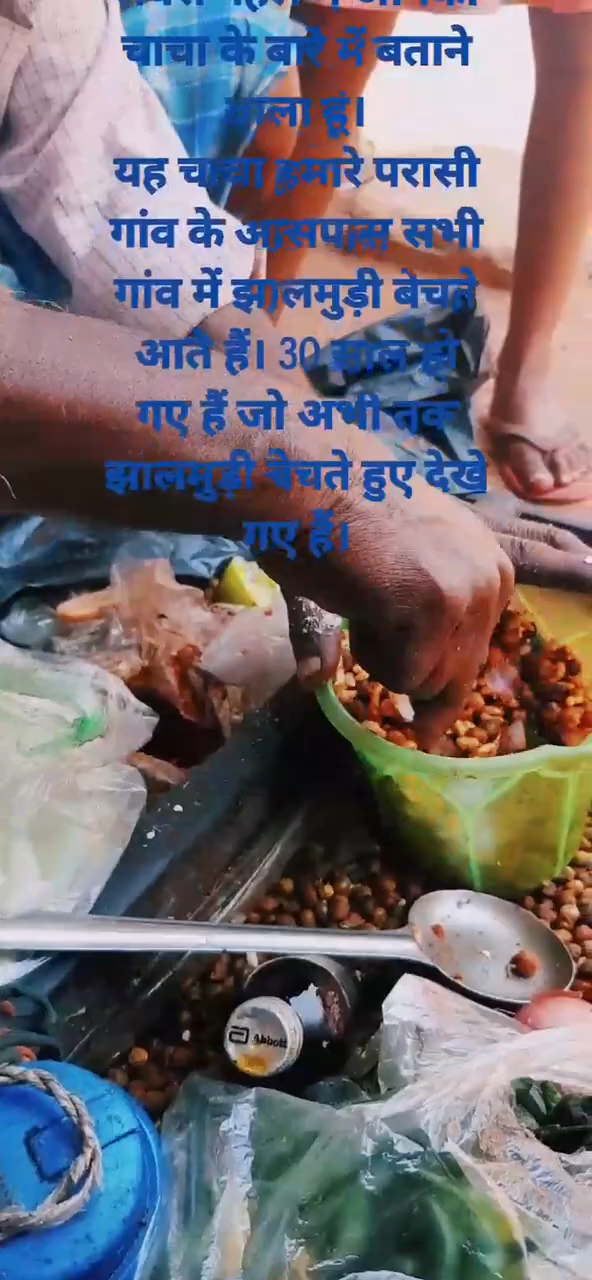 चाचा के बारे में बताने
वाला हूं।
यह चाचा हमारे परासी
गांव के आसपास सभी
गांव में झालमुड़ी बेचते
आते हैं। 30 साल हो
गए हैं जो अभी तक
झालमुड़ी बेचते हुए देखे
गए हैं।
Abbott